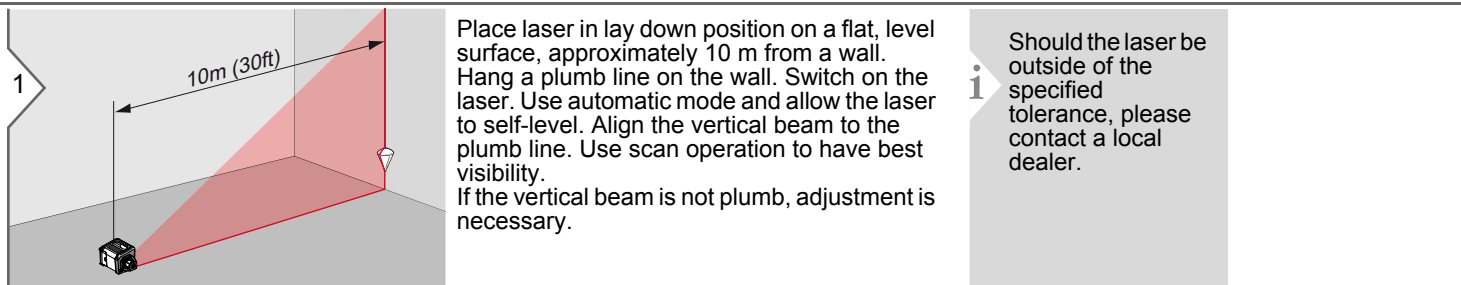 1
10m (30ft)
Place laser in lay down position on a flat, level
surface, approximately 10 m from a wall.
Hang a plumb line on the wall. Switch on the
laser. Use automatic mode and allow the laser
to self-level. Align the vertical beam to the
plumb line. Use scan operation to have best
visibility.
If the vertical beam is not plumb, adjustment is
necessary.
i
Should the laser be
outside of the
specified
tolerance, please
contact a local
dealer.